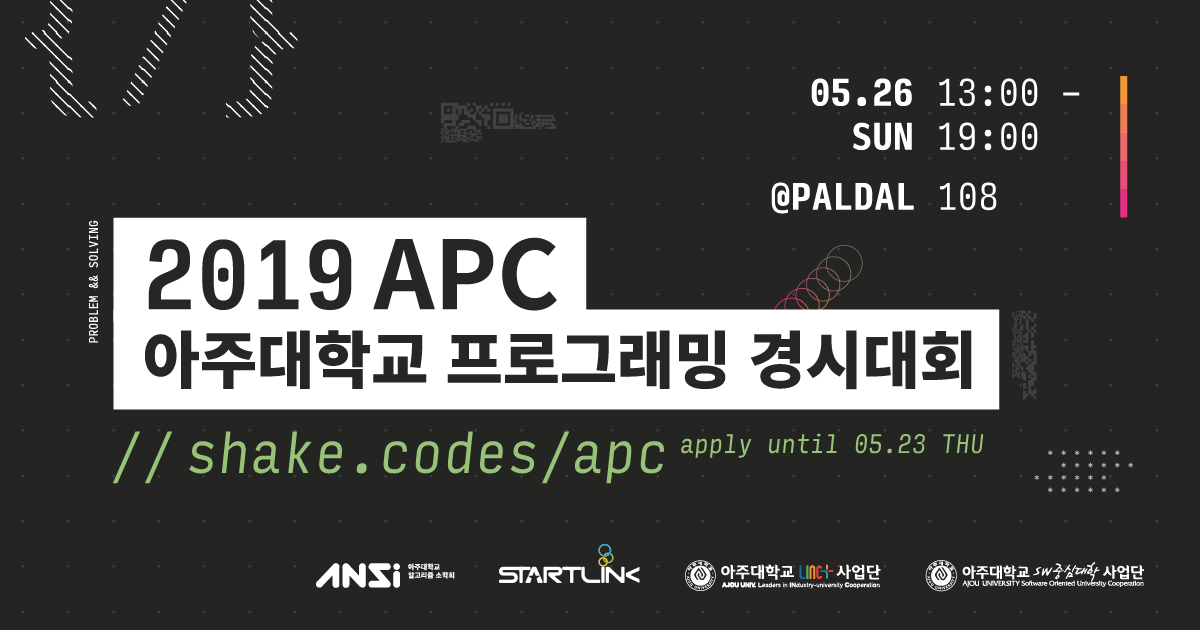 05.26 13:00 –
SUN 19:00
@PALDAL 108
PROBLEM && SOLVING
2019 APC
아주대학교 프로그래밍 경시대회
// shake.codes/apc apply until 05.23 THU
ANSi 아주대학교
알고리즘 소학회
STARTLINK
아주대학교 LINC+ 사업단
AJOU UNIV. Leaders in INdustry-university Cooperation
아주대학교 SW중심대학 사업단
AJOU UNIVERSITY Software Oriented University Cooperation